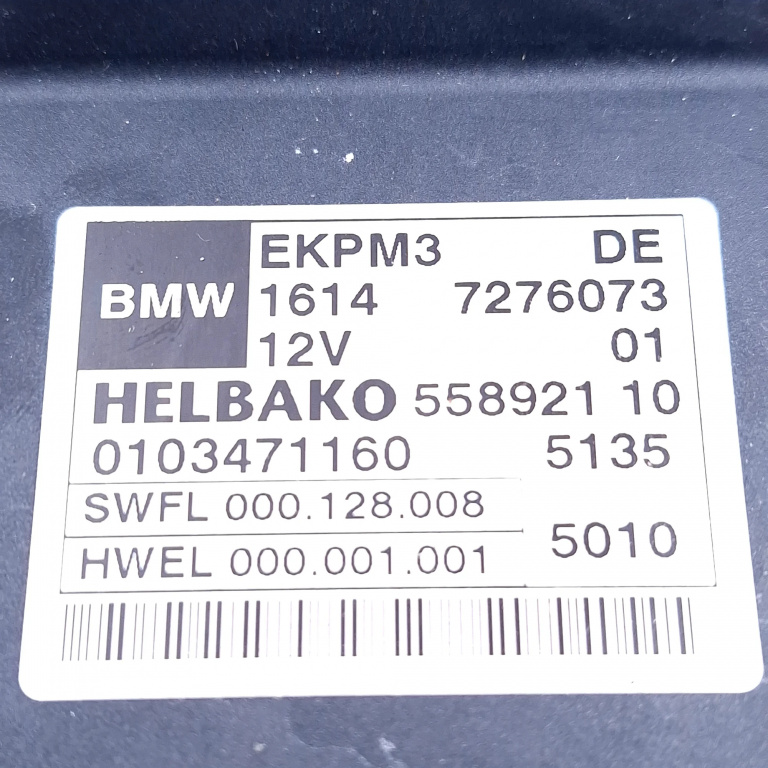 EKPM3 DE
BMW 1614 7276073
12V 01
HELBAKO 558921 10
0103471160 5135
SWFL 000.128.008
5010
HWEL 000.001.001